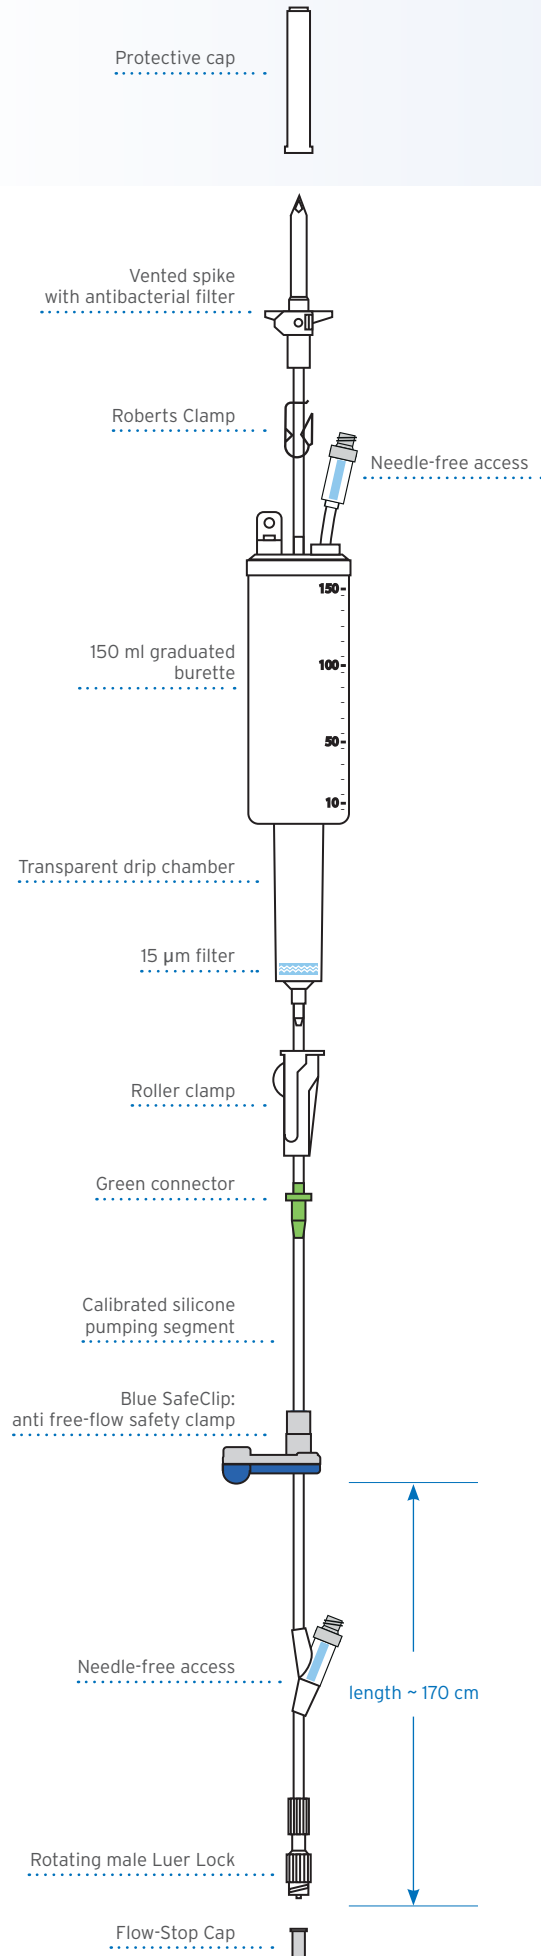 Protective cap
Vented spike
with antibacterial filter
Roberts Clamp
Needle-free access
150
150 ml graduated
burette
100
50
10
Transparent drip chamber
15 μm filter
Roller clamp
Green connector
Calibrated silicone
pumping segment
Blue SafeClip:
anti free-flow safety clamp
Needle-free access
length ~ 170 cm
Rotating male Luer Lock
Flow-Stop Cap